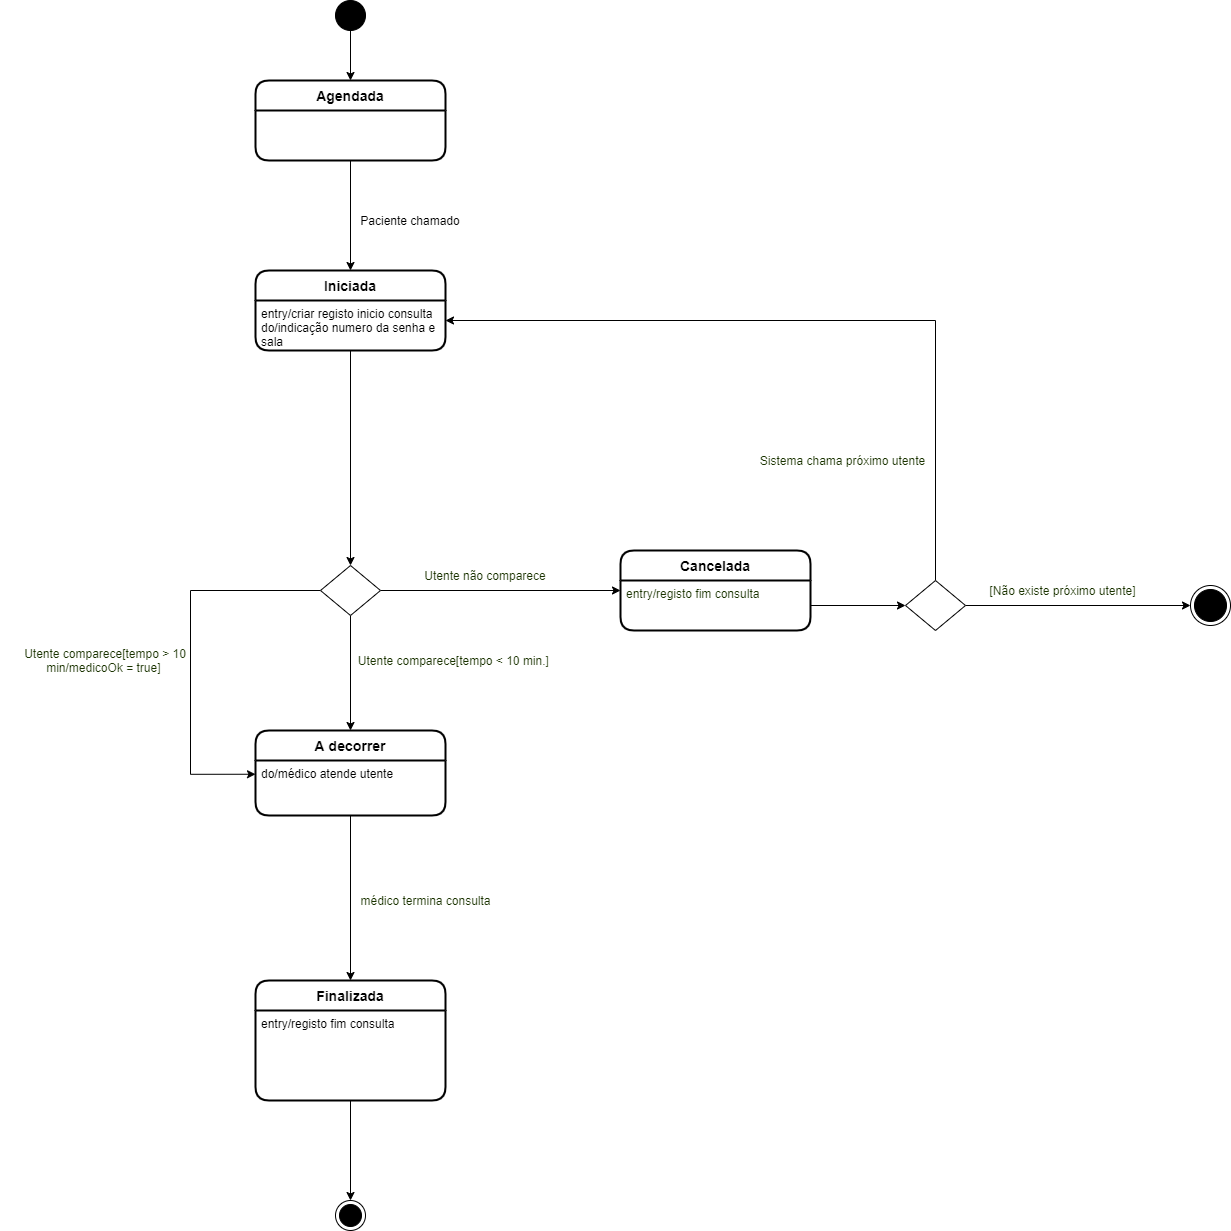 Agendada
Paciente chamado
Iniciada
entry/criar registo inicio consulta
do/indicação numero da senha e
sala
Sistema chama próximo utente
Utente não comparece
Cancelada
entry/registo fim consulta
[Não existe próximo utente]
Utente comparece[tempo > 10
min/medicoOk = true]
Utente comparece[tempo < 10 min.]
A decorrer
do/médico atende utente
médico termina consulta
Finalizada
entry/registo fim consulta